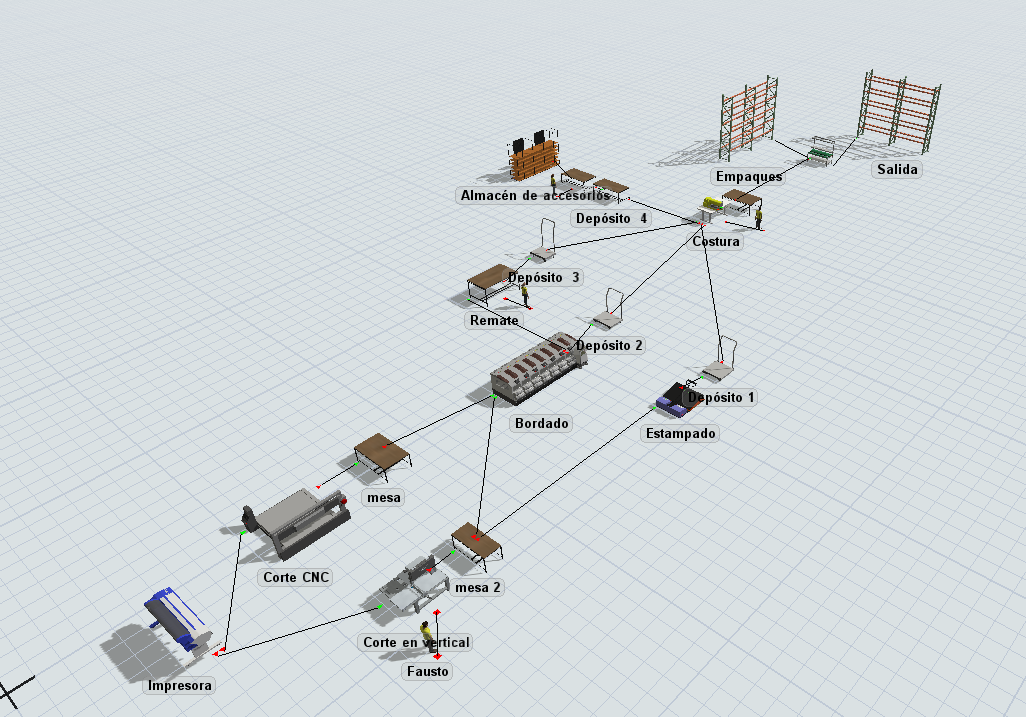 Salida
Empaques
Almacén de accesorios
Depósito 4
Costura
Depósito 3
Remate
Depósito 2
Depósito 1
Bordado
Estampado
mesa
Corte CNC
mesa 2
Corte en vertical
Fausto
Impresora